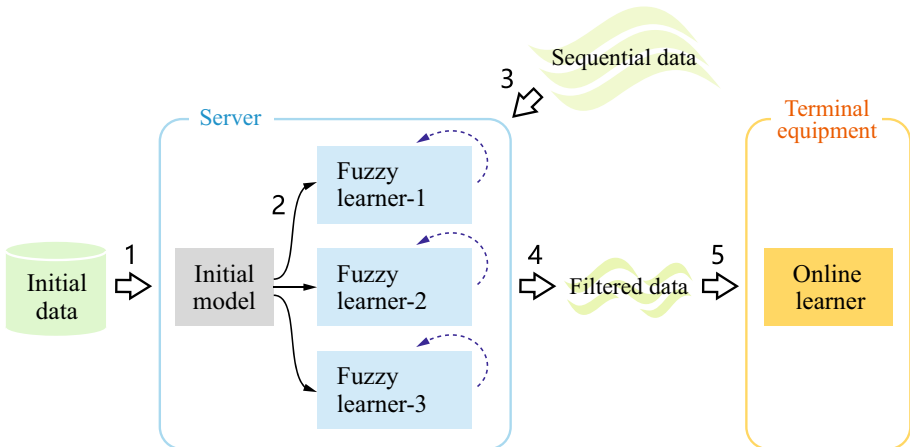 Sequential data
3
Server
Terminal
equipment
Fuzzy
learner-1
2
1
Initial
data
Initial
model
Fuzzy
learner-2
4
Filtered data
5
Online
learner
Fuzzy
learner-3